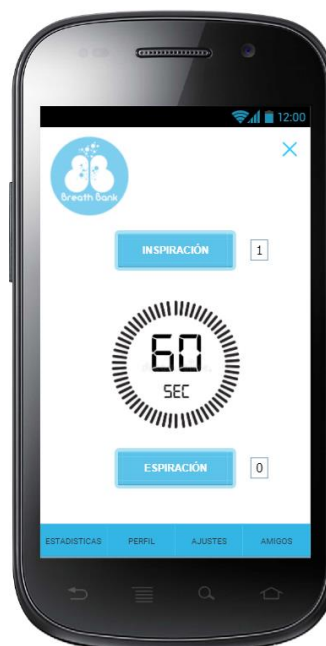 12:00
Breath Bank
INSPIRACIÓN 1
60
SEC
ESPIRACIÓN 0
ESTADISTICAS PERFIL AJUSTES AMIGOS